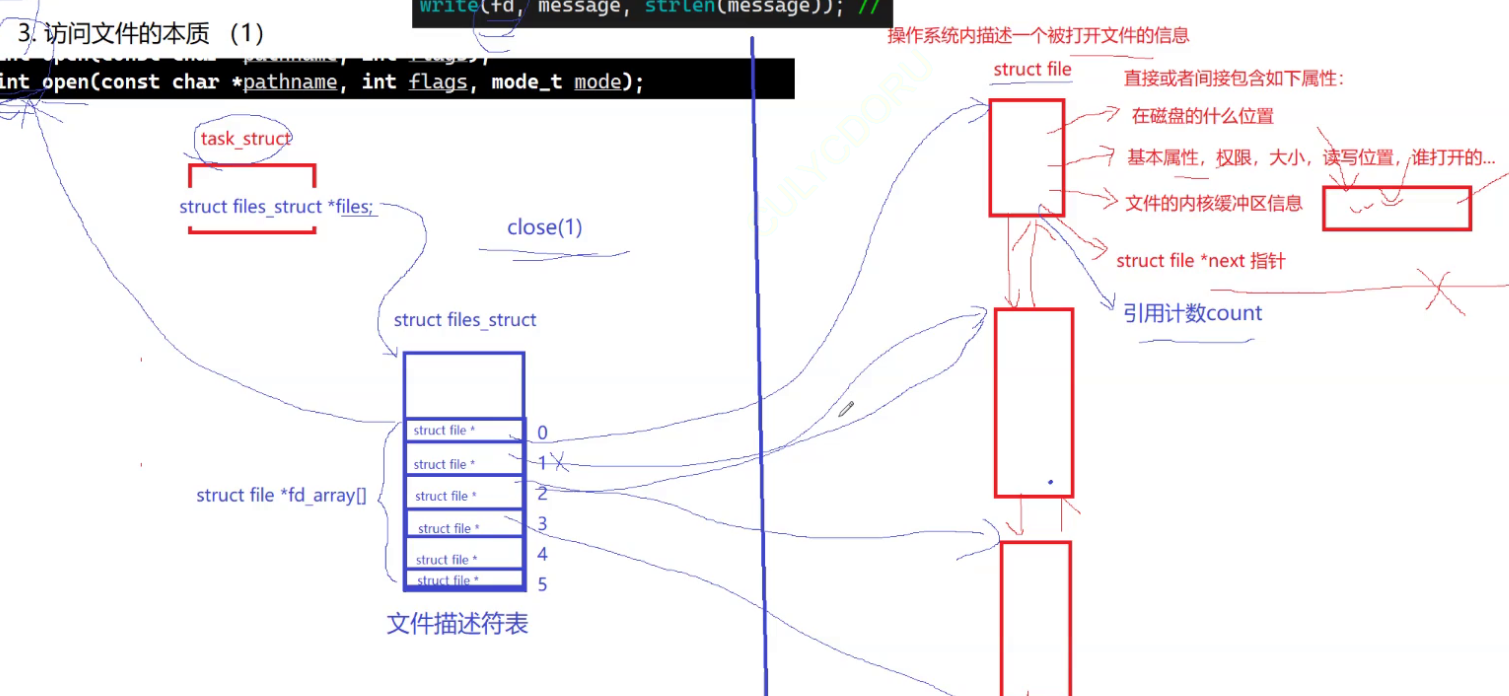 write(fd, message, strlen(message)); //
3. 访问文件的本质 （1）
int open(const char *pathname, int flags);
int open(const char *pathname, int flags, mode_t mode);
操作系统内描述一个被打开文件的信息
struct file
直接或者间接包含如下属性：
在磁盘的什么位置
基本属性，权限，大小，读写位置，谁打开的...
文件的内核缓冲区信息
struct file *next 指针
引用计数count
task_struct
struct files_struct *files;
close(1)
struct files_struct
struct file * 0
struct file * 1
struct file * 2
struct file * 3
struct file * 4
struct file * 5
struct file *fd_array[]
文件描述符表